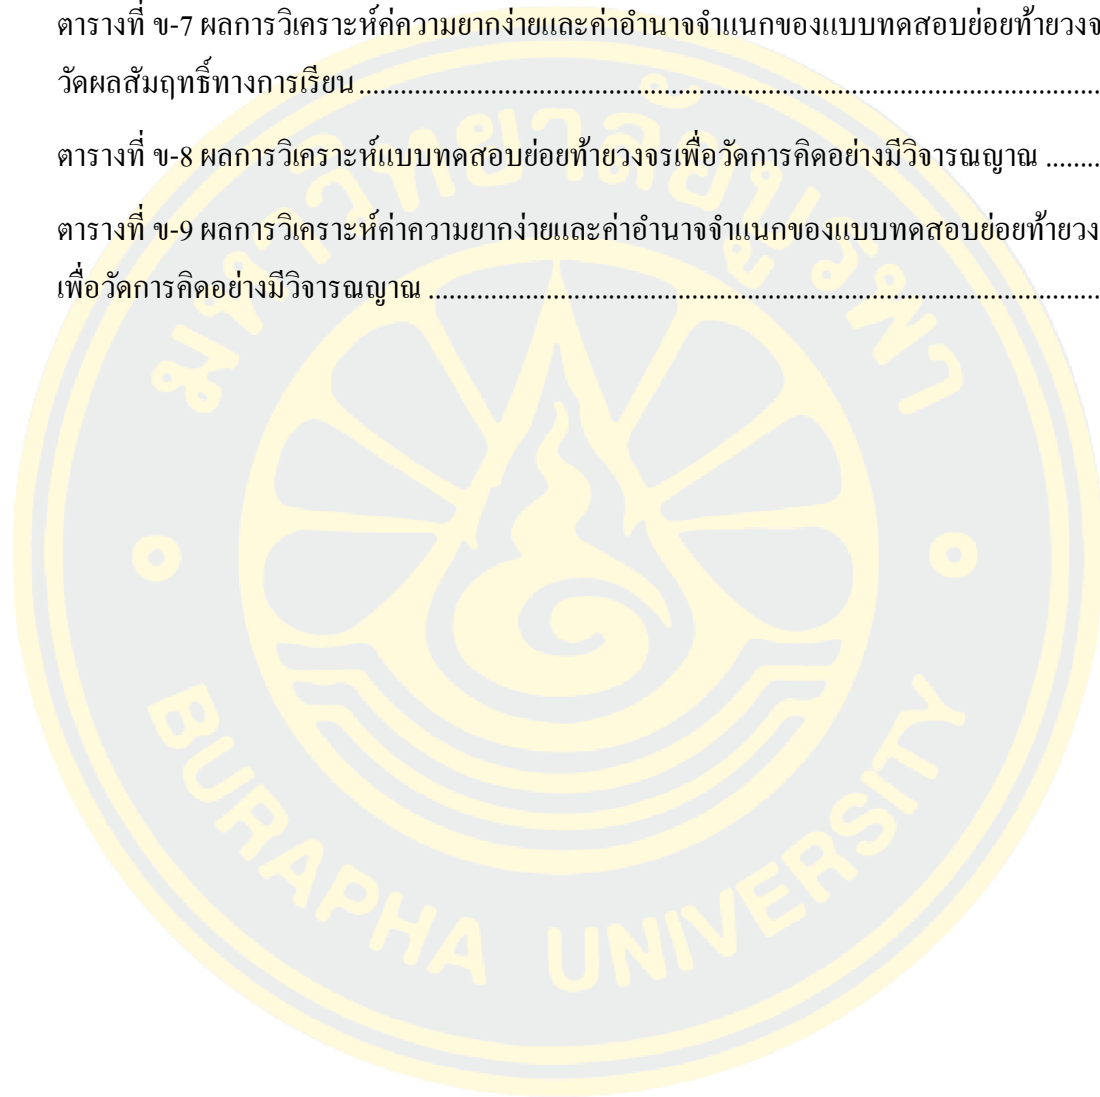 ตารางที่ ข-7 ผลการวิเคราะห์ค่ความยากง่ายและค่าอำนาจจำแนกของแบบทดสอบย่อยท้ายวงจ
วัดผลสัมฤทธิ์ทางการเรียน ........................................................................................................
ตารางที่ ข-8 ผลการวิเคราะห์แบบทดสอบย่อยท้ายวงจรเพื่อวัดการคิดอย่างมีวิจารณญาณ ........
ตารางที่ ข-9 ผลการวิเคราะห์ค่าความยากง่ายและค่าอำนาจจำแนกของแบบทดสอบย่อยท้ายวง
เพื่อวัดการคิดอย่างมีวิจารณญาณ ................................................................................................
มหาวิทยาลัยบูรพา
BURAPHA UNIVERSITY